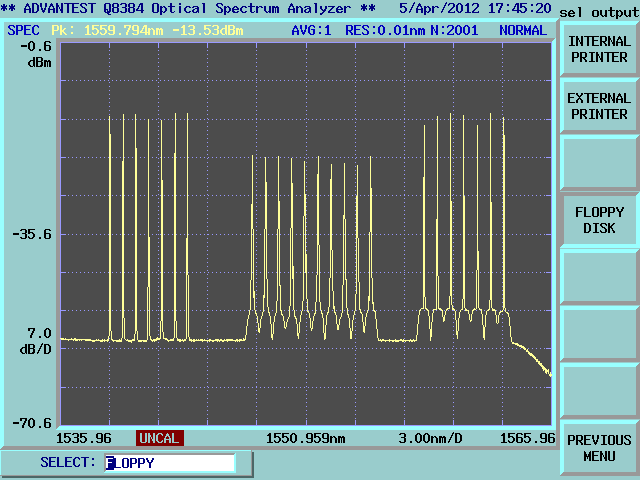 ** ADVANTEST Q8384 Optical Spectrum Analyzer **   5/Apr/2012 17:45:20
sel output
SPEC Pk: 1559.794nm -13.53dBm AVG:1 RES:0.01nm N:2001 NORMAL
-0.6
dBm
-35.6
7.0
dB/D
-70.6
1535.96 UNCAL 1550.959nm 3.00nm/D 1565.96
SELECT: FLOPPY
INTERNAL
PRINTER
EXTERNAL
PRINTER
FLOPPY
DISK
PREVIOUS
MENU